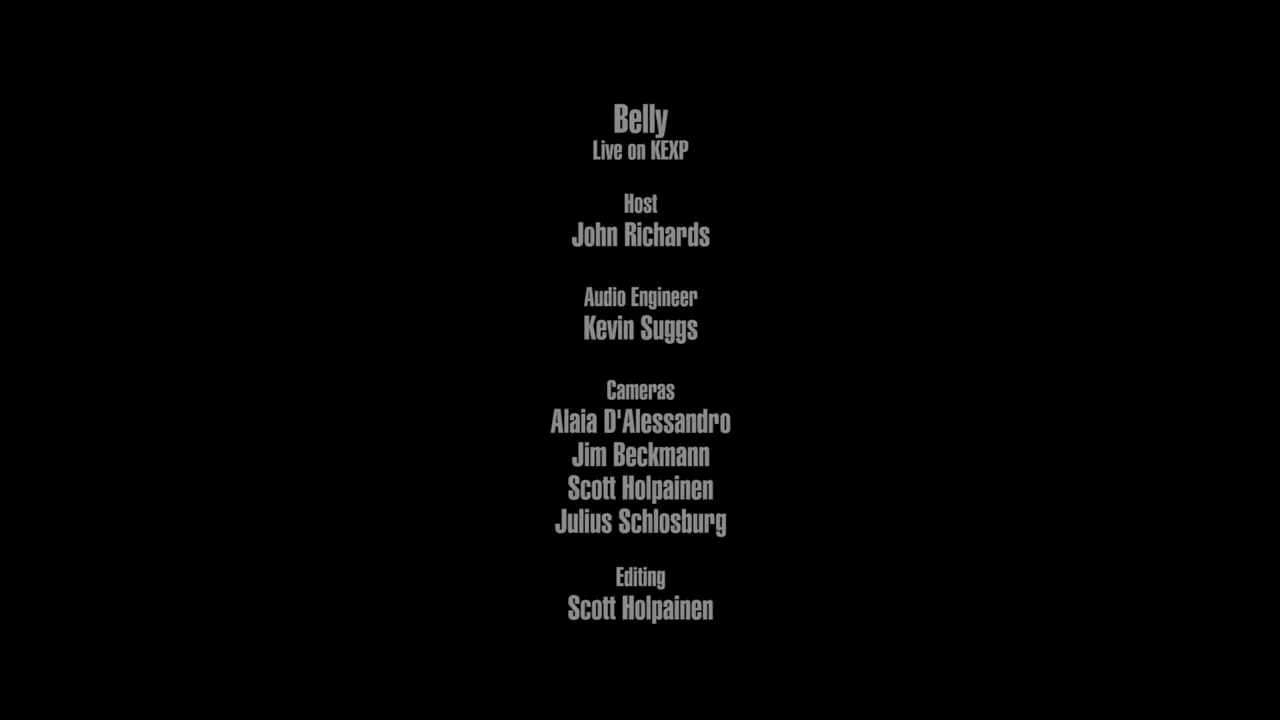 Belly
Live on KEXP
Host
John Richards
Audio Engineer
Kevin Suggs
Cameras
Alaia D'Alessandro
Jim Beckmann
Scott Holpainen
Julius Schlosburg
Editing
Scott Holpainen